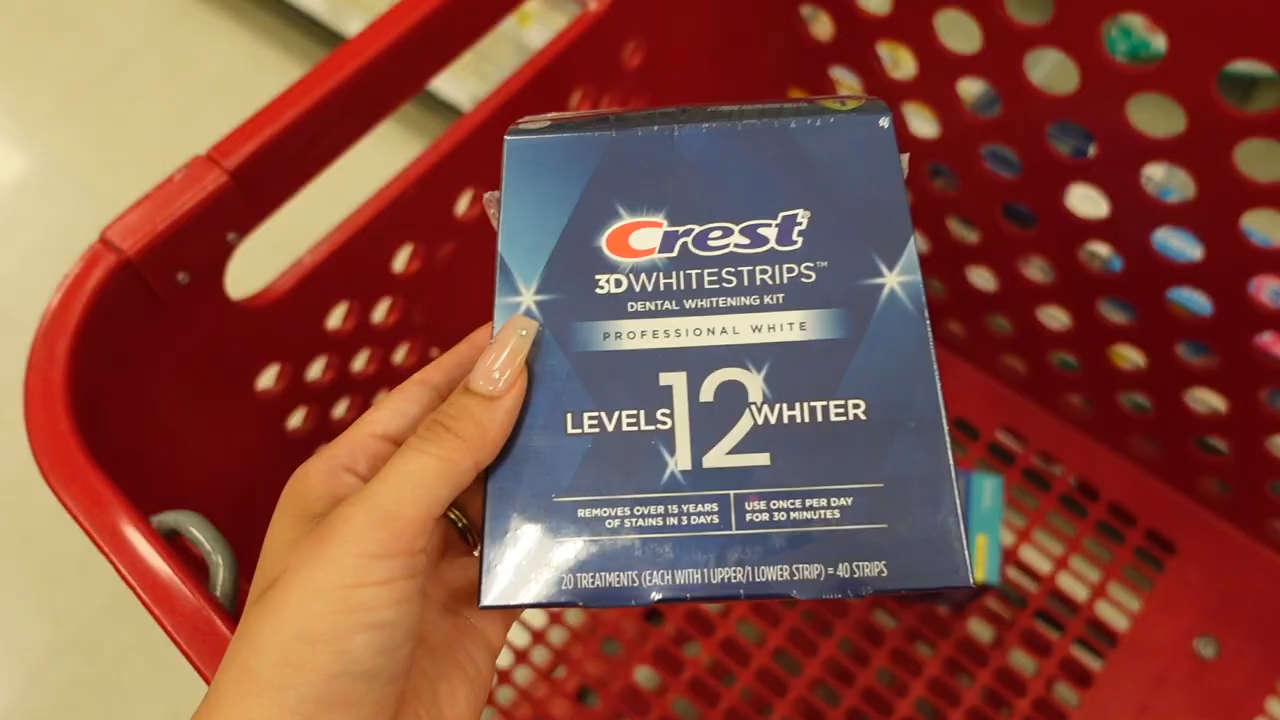 Crest
3DWHITESTRIPS™
DENTAL WHITENING KIT
PROFESSIONAL WHITE
LEVELS 12 WHITER
REMOVES OVER 15 YEARS
OF STAINS IN 3 DAYS
USE ONCE PER DAY
FOR 30 MINUTES
20 TREATMENTS (EACH WITH 1 UPPER/1 LOWER STRIP) = 40 STRIPS